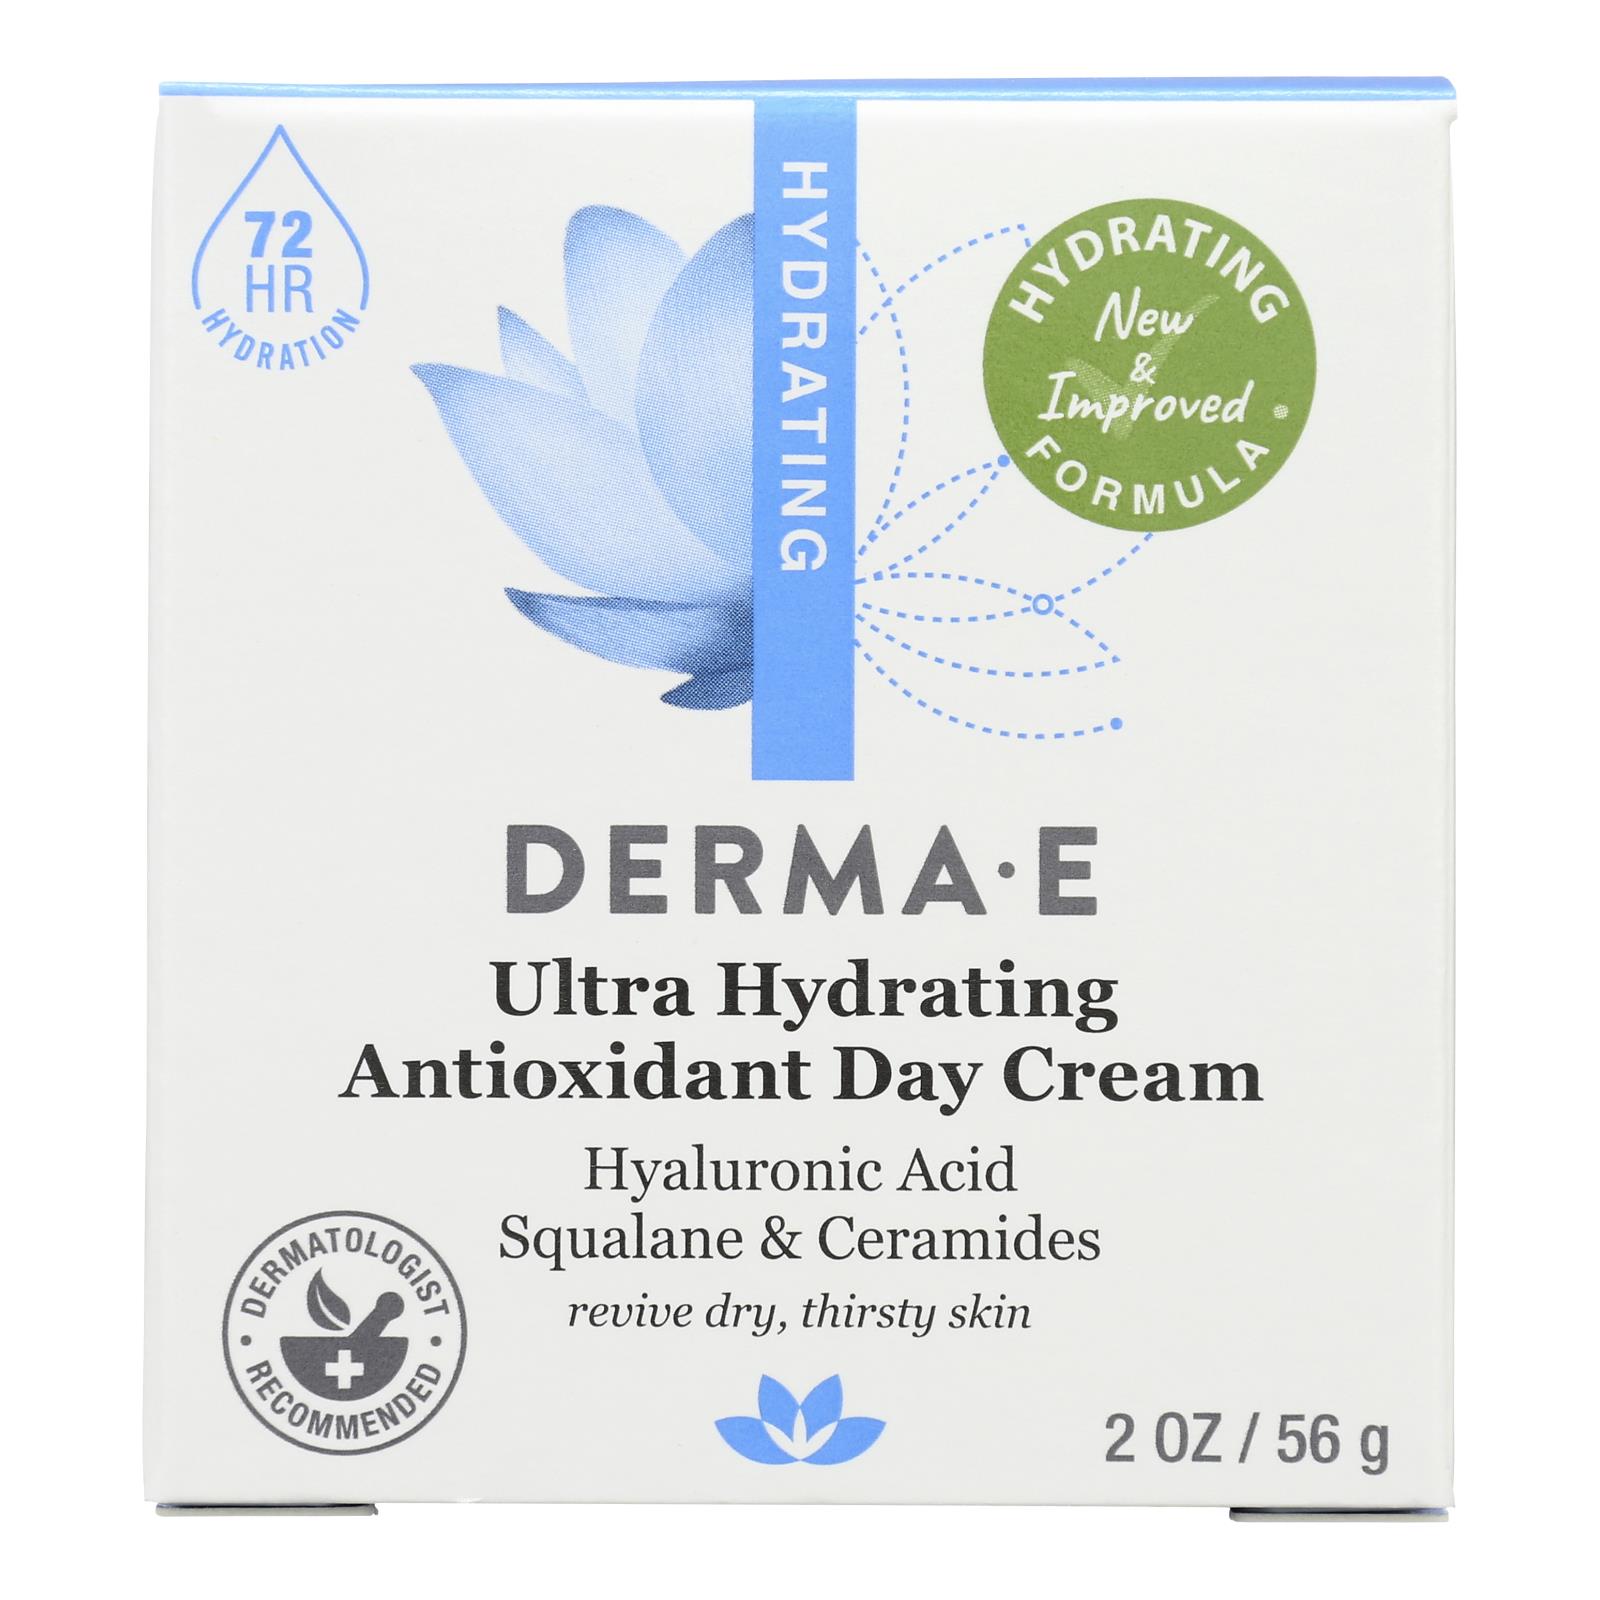 72
HR
HYDRATION
HYDRATING
HYDRATING
New
&
Improved
FORMULA
DERMA·E
Ultra Hydrating
Antioxidant Day Cream
Hyaluronic Acid
Squalane & Ceramides
revive dry, thirsty skin
DERMATOLOGIST
RECOMMENDED
2 OZ / 56 g